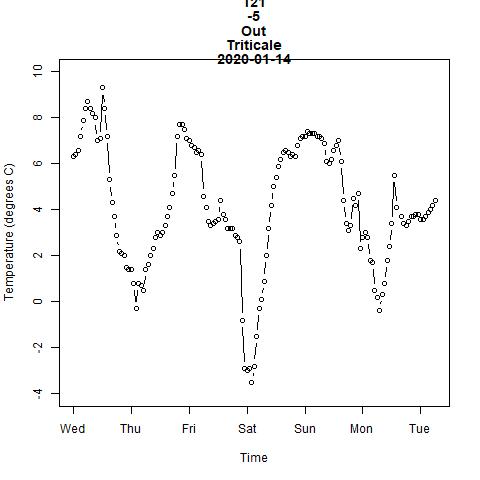 121
-5
Out
Triticale
2020-01-14
10
8
6
4
2
0
-2
-4
Temperature (degrees C)
Wed Thu Fri Sat Sun Mon Tue
Time